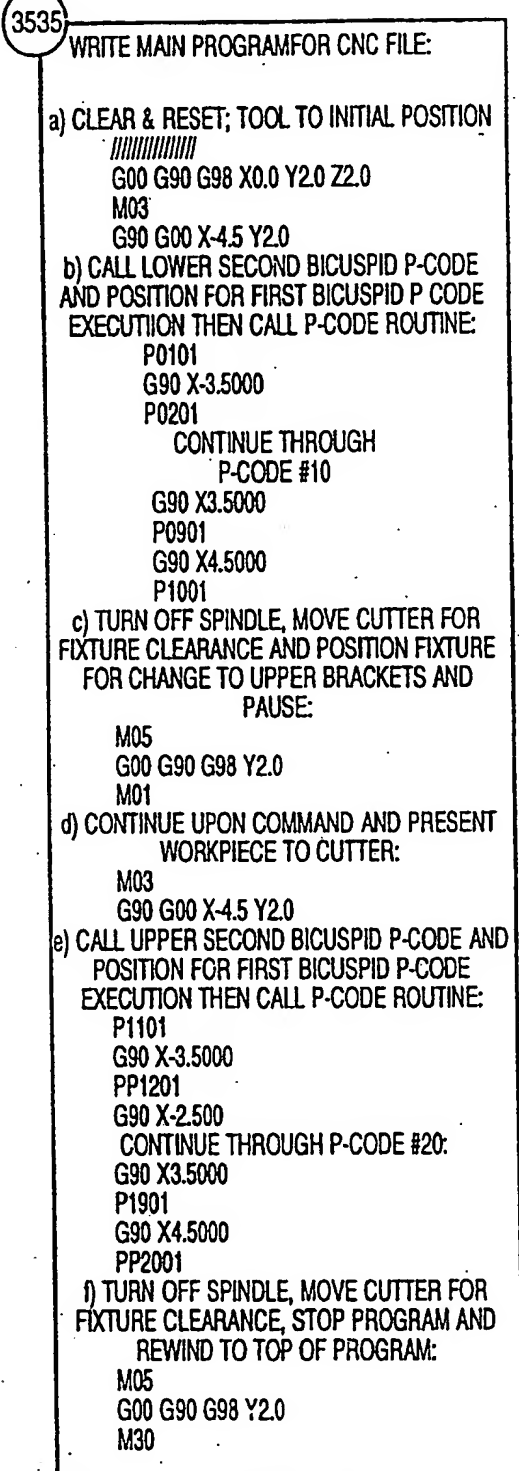 3535
WRITE MAIN PROGRAMFOR CNC FILE:
a) CLEAR & RESET; TOOL TO INITIAL POSITION
////////////////
G00 G90 G98 X0.0 Y2.0 Z2.0
M03
G90 G00 X-4.5 Y2.0
b) CALL LOWER SECOND BICUSPID P-CODE
AND POSITION FOR FIRST BICUSPID P CODE
EXECUTIION THEN CALL P-CODE ROUTINE:
P0101
G90 X-3.5000
P0201
CONTINUE THROUGH
P-CODE #10
G90 X3.5000
P0901
G90 X4.5000
P1001
c) TURN OFF SPINDLE, MOVE CUTTER FOR
FIXTURE CLEARANCE AND POSITION FIXTURE
FOR CHANGE TO UPPER BRACKETS AND
PAUSE:
M05
G00 G90 G98 Y2.0
M01
d) CONTINUE UPON COMMAND AND PRESENT
WORKPIECE TO CUTTER:
M03
G90 G00 X-4.5 Y2.0
e) CALL UPPER SECOND BICUSPID P-CODE AND
POSITION FOR FIRST BICUSPID P-CODE
EXECUTION THEN CALL P-CODE ROUTINE:
P1101
G90 X-3.5000
PP1201
G90 X-2.500
CONTINUE THROUGH P-CODE #20:
G90 X3.5000
P1901
G90 X4.5000
PP2001
f) TURN OFF SPINDLE, MOVE CUTTER FOR
FIXTURE CLEARANCE, STOP PROGRAM AND
REWIND TO TOP OF PROGRAM:
M05
G00 G90 G98 Y2.0
M30